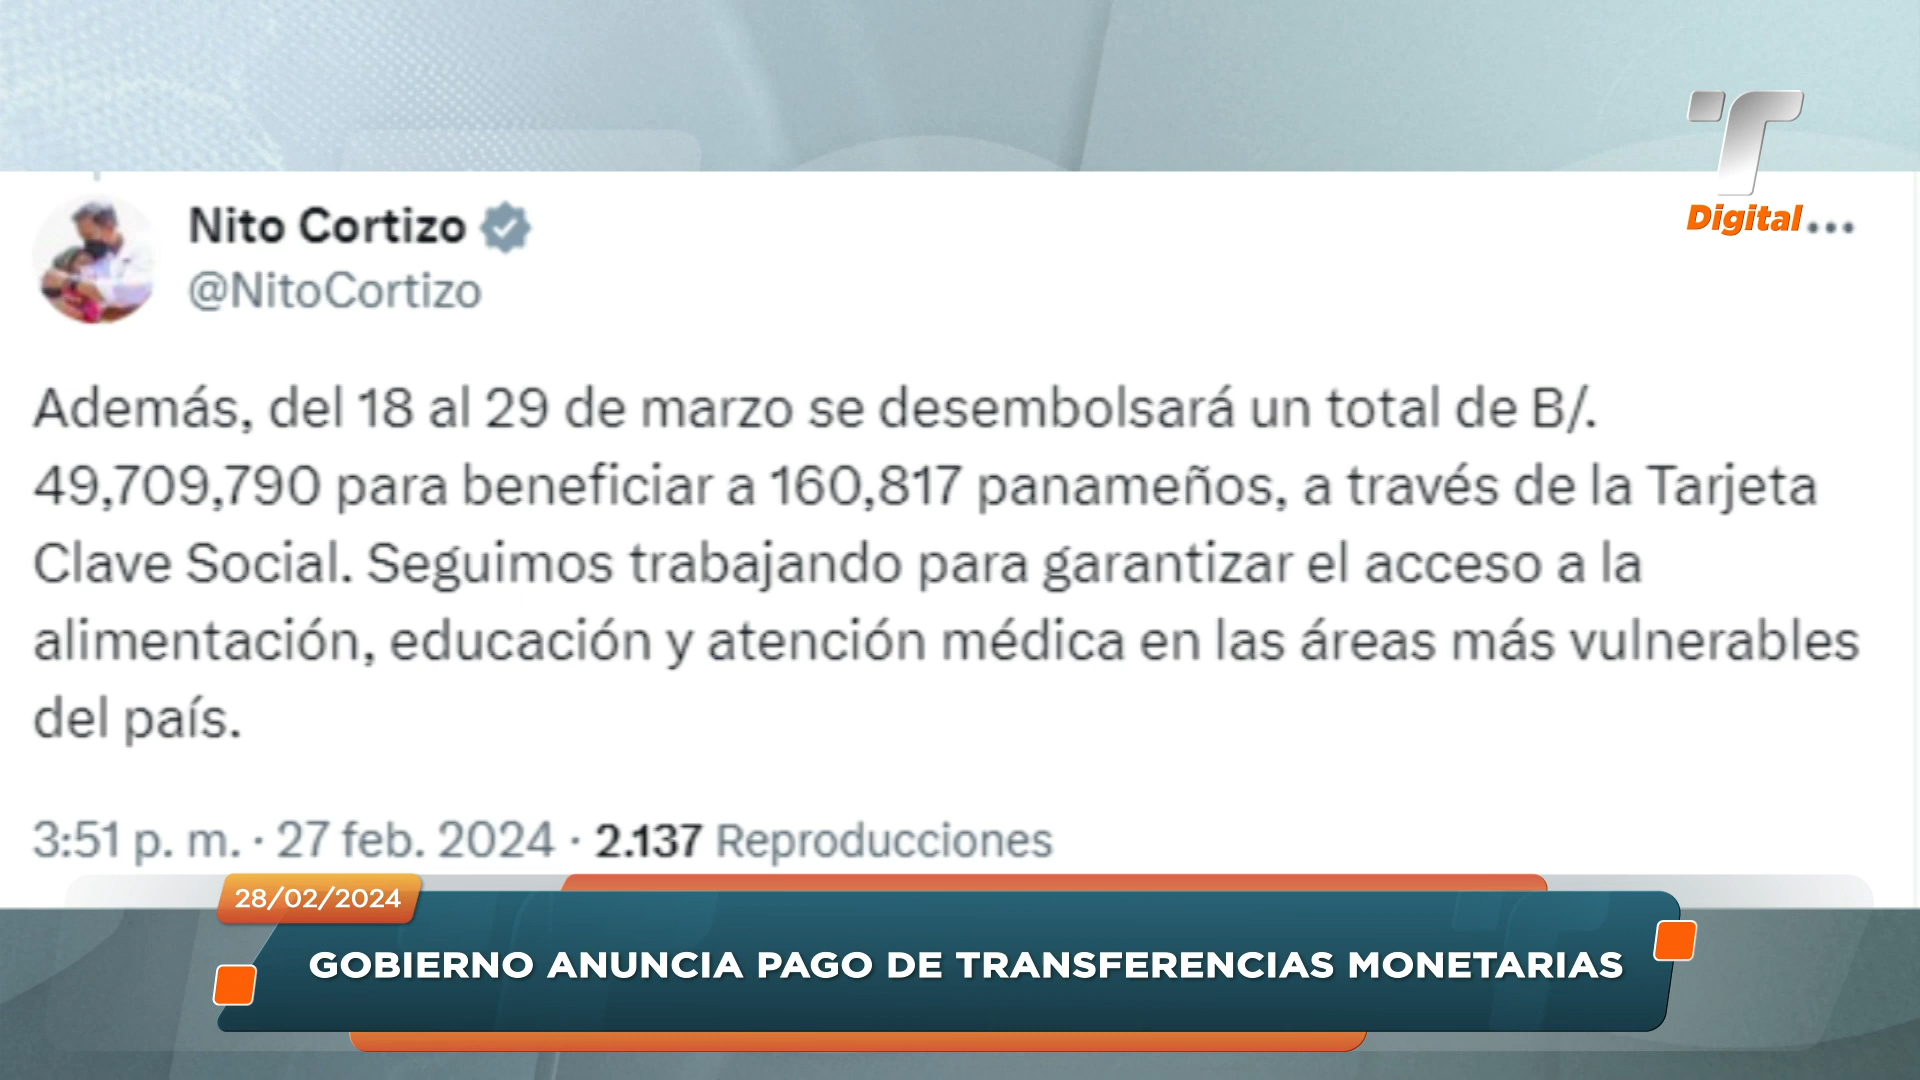 Nito Cortizo
@NitoCortizo
T
Digital
Además, del 18 al 29 de marzo se desembolsará un total de B/.
49,709,790 para beneficiar a 160,817 panameños, a través de la Tarjeta
Clave Social. Seguimos trabajando para garantizar el acceso a la
alimentación, educación y atención médica en las áreas más vulnerables
del país.
3:51 p. m. · 27 feb. 2024 · 2.137 Reproducciones
28/02/2024
GOBIERNO ANUNCIA PAGO DE TRANSFERENCIAS MONETARIAS